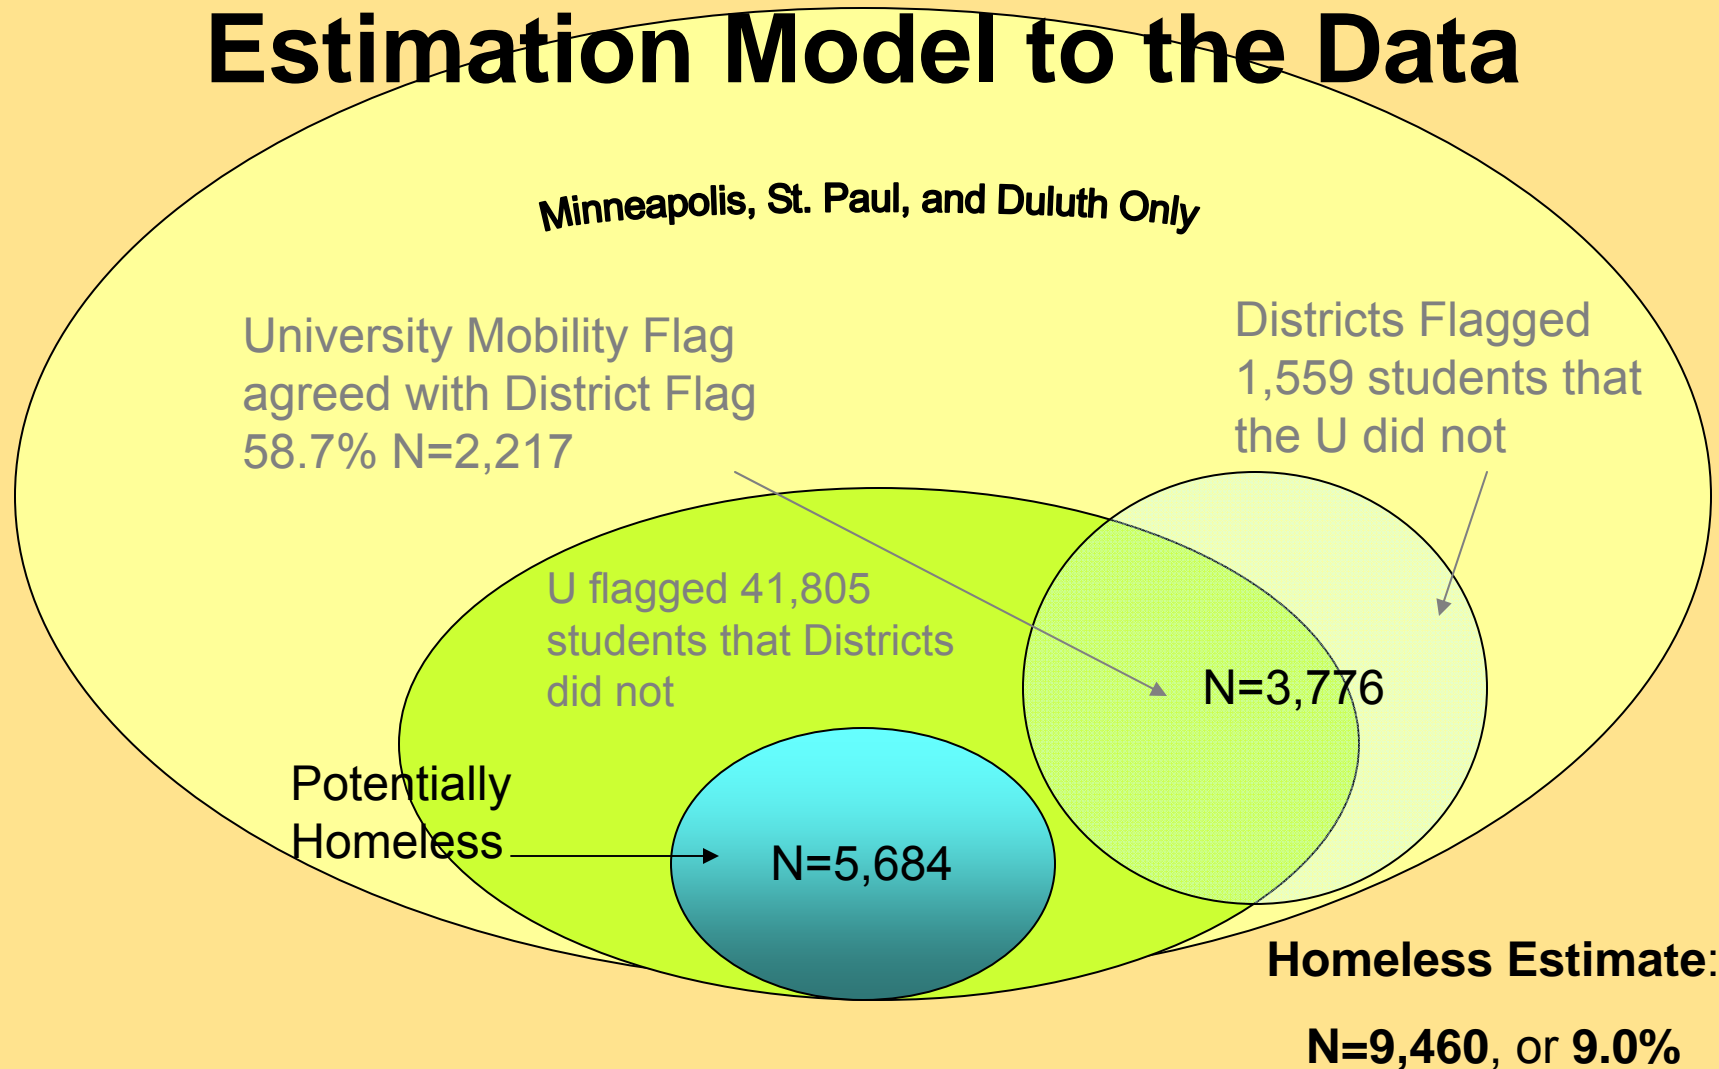 Estimation Model to the Data
Minneapolis, St. Paul, and Duluth Only
University Mobility Flag
agreed with District Flag
58.7% N=2,217
Districts Flagged
1,559 students that
the U did not
U flagged 41,805
students that Districts
did not
N=3,776
Potentially
Homeless
N=5,684
Homeless Estimate:
N=9,460, or 9.0%